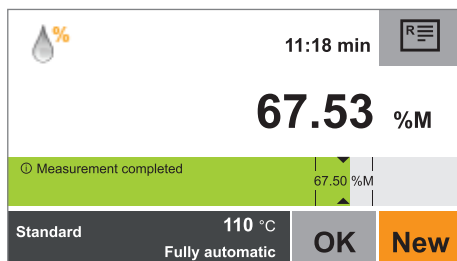 %
11:18 min
R
67.53 %M
ⓘ Measurement completed
67.50 %M
Standard
110 °C
Fully automatic
OK
New